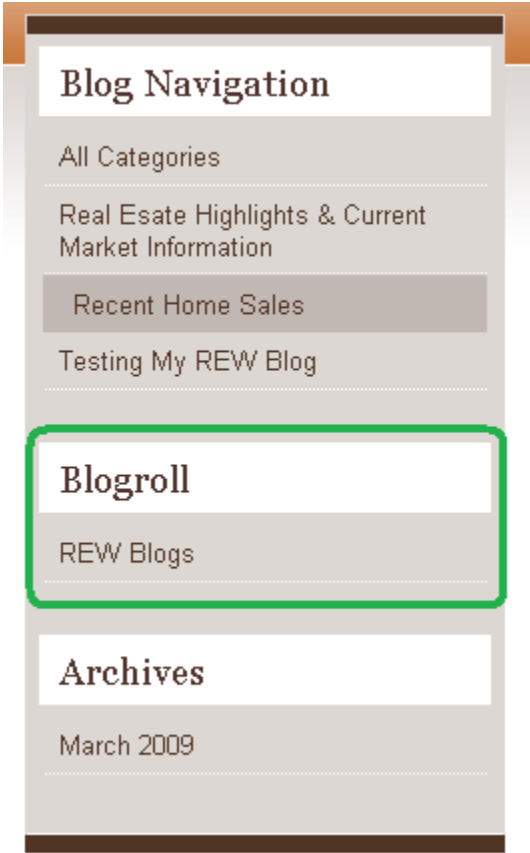 Blog Navigation
All Categories
Real Esate Highlights & Current
Market Information
Recent Home Sales
Testing My REW Blog
Blogroll
REW Blogs
Archives
March 2009